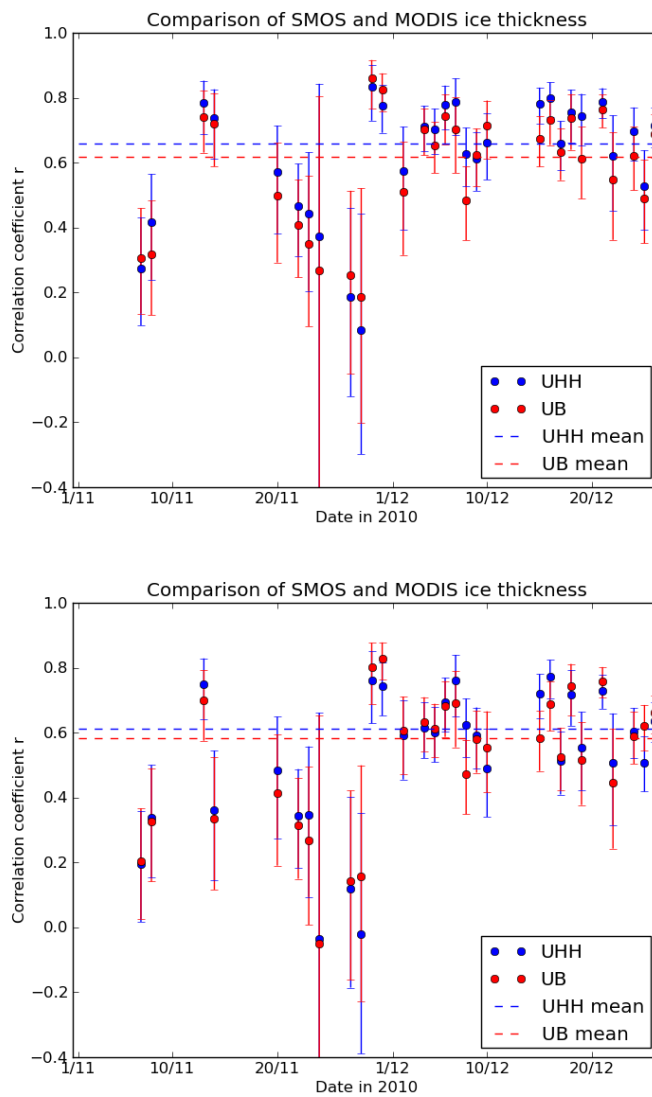 Comparison of SMOS and MODIS ice thickness
1.0
0.8
0.6
0.4
0.2
0.0
−0.2
−0.4
Correlation coefficient r
UHH
UB
UHH mean
UB mean
1/11
10/11
20/11
1/12
10/12
20/12
Date in 2010
Comparison of SMOS and MODIS ice thickness
1.0
0.8
0.6
0.4
0.2
0.0
−0.2
−0.4
Correlation coefficient r
UHH
UB
UHH mean
UB mean
1/11
10/11
20/11
1/12
10/12
20/12
Date in 2010